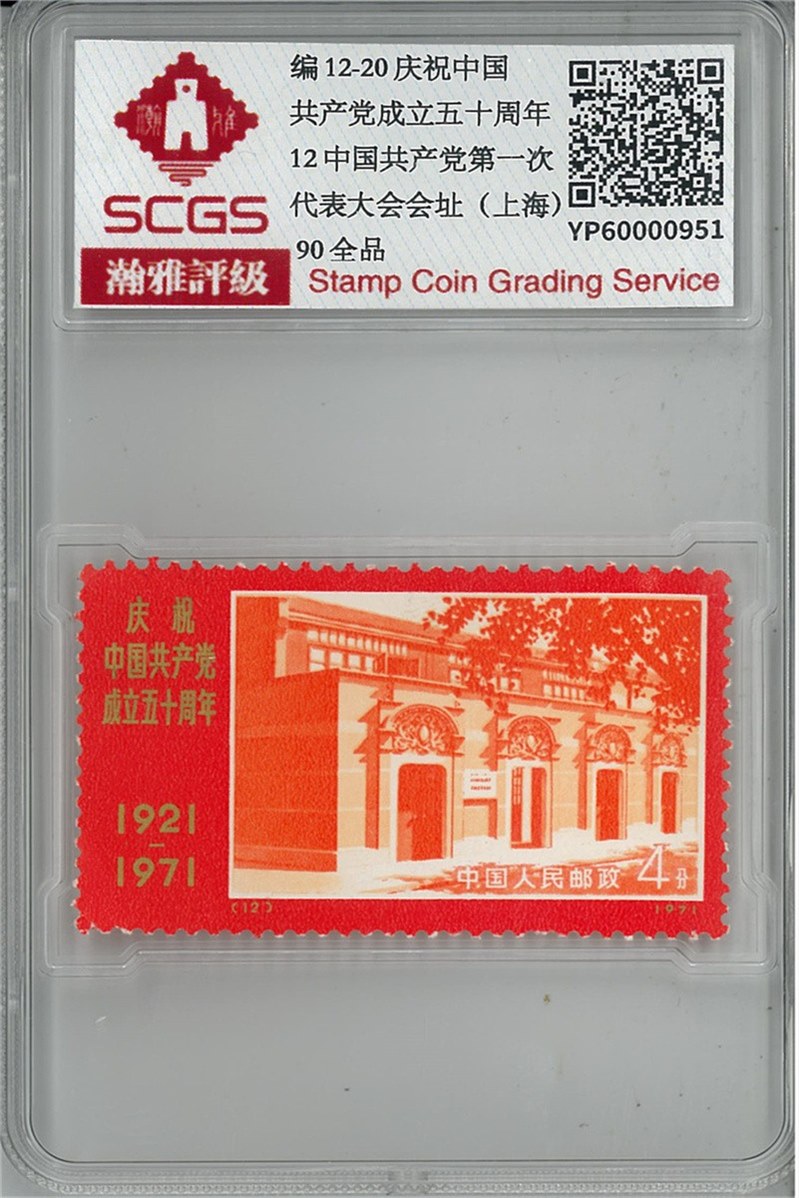 编 12-20 庆祝中国
共产党成立五十周年
12 中国共产党第一次
代表大会会址（上海）
90 全品
SCGS
瀚雅評級
YP60000951
Stamp Coin Grading Service
庆祝
中国共产党
成立五十周年
1921
–
1971
中国人民邮政 4分
(12)
1971